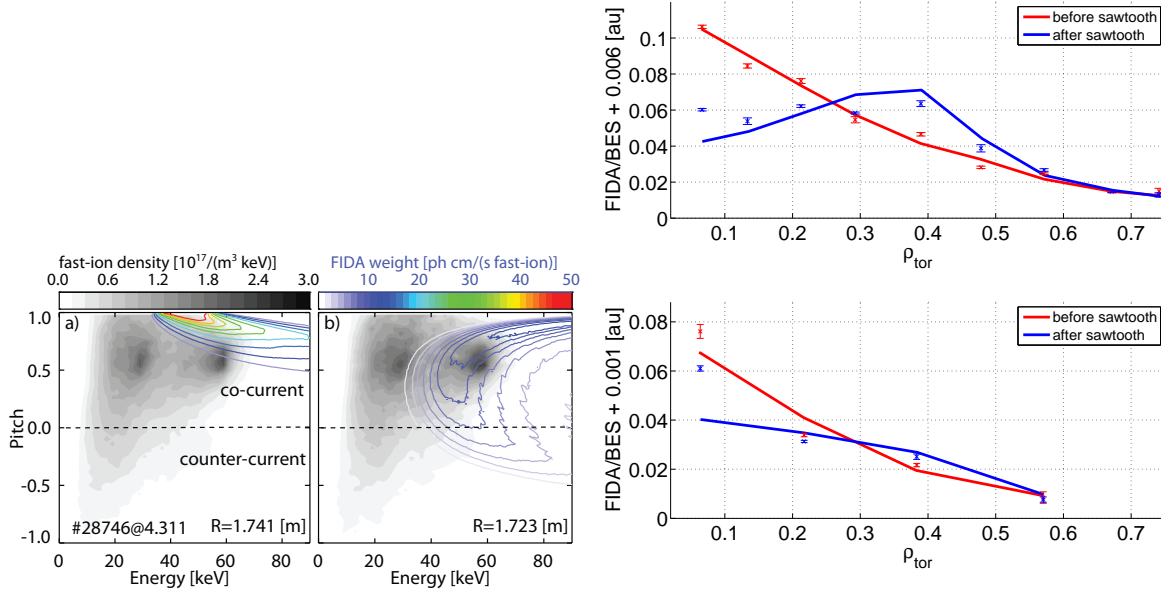 fast-ion density [10^17/(m^3 keV)]
0.0 0.6 1.2 1.8 2.4 3.0
FIDA weight [ph cm/(s fast-ion)]
10 20 30 40 50
a)
b)
1.0
0.5
0.0
-0.5
-1.0
Pitch
co-current
counter-current
#28746@4.311
R=1.741 [m]
R=1.723 [m]
0 20 40 60 80
0 20 40 60 80
Energy [keV]
Energy [keV]
before sawtooth
after sawtooth
FIDA/BES + 0.006 [au]
0.1
0.08
0.06
0.04
0.02
0
0.1 0.2 0.3 0.4 0.5 0.6 0.7
ρtor
before sawtooth
after sawtooth
FIDA/BES + 0.001 [au]
0.08
0.06
0.04
0.02
0
0.1 0.2 0.3 0.4 0.5 0.6 0.7
ρtor